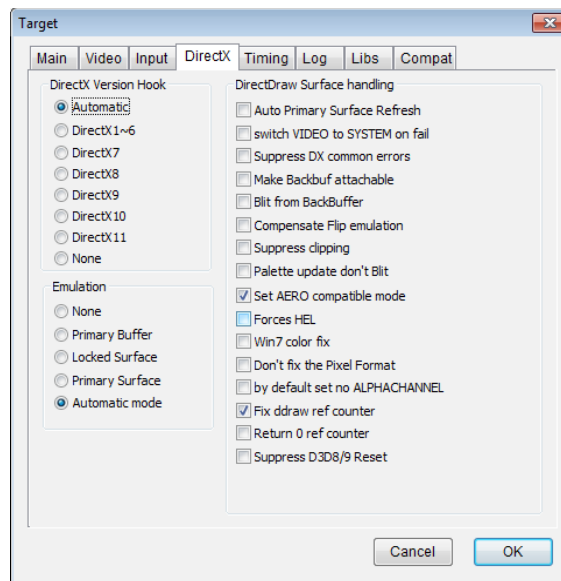 Target
Main Video Input DirectX Timing Log Libs Compat
DirectX Version Hook
Automatic
DirectX1~6
DirectX7
DirectX8
DirectX9
DirectX10
DirectX11
None
Emulation
None
Primary Buffer
Locked Surface
Primary Surface
Automatic mode
DirectDraw Surface handling
Auto Primary Surface Refresh
switch VIDEO to SYSTEM on fail
Suppress DX common errors
Make Backbuf attachable
Blit from BackBuffer
Compensate Flip emulation
Suppress clipping
Palette update don't Blit
Set AERO compatible mode
Forces HEL
Win7 color fix
Don't fix the Pixel Format
by default set no ALPHACHANNEL
Fix ddraw ref counter
Return 0 ref counter
Suppress D3D8/9 Reset
Cancel OK